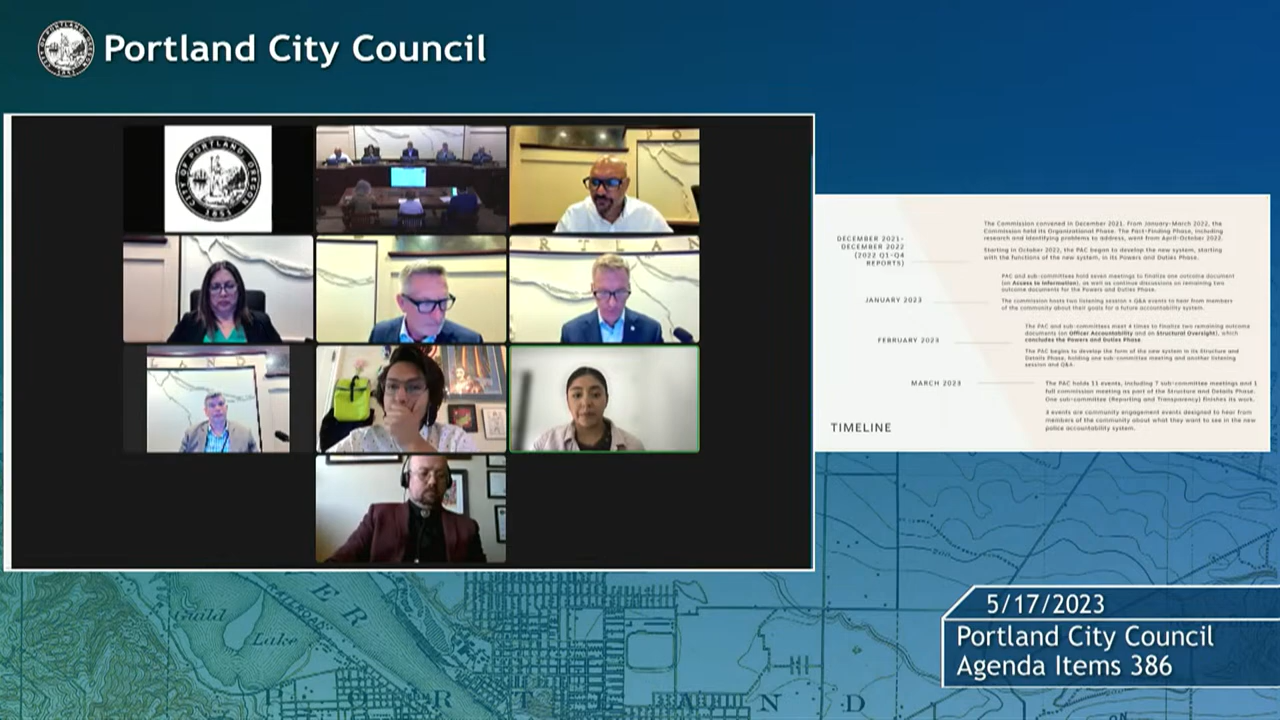 Portland City Council
CITY OF PORTLAND, OREGON
1851
P O
R T L A N
L A N D
DECEMBER 2021–
DECEMBER 2022
(2022 Q1-Q4
REPORTS)
The Commission convened in December 2021. From January-March 2022, the
Commission held its Organizational Phase. The Fact-Finding Phase, including
research and identifying problems to address, went from April-October 2022.
Starting in October 2022, the PAC began to develop the new system, starting
with the functions of the new system, in its Powers and Duties Phase.
JANUARY 2023
PAC and sub-committees hold seven meetings to finalize one outcome document
(on Access to Information), as well as continue discussions on remaining two
outcome documents for the Powers and Duties Phase.
The commission hosts two listening session + Q&A events to hear from members
of the community about their goals for a future accountability system.
FEBRUARY 2023
The PAC and sub-committees meet 4 times to finalize two remaining outcome
documents (on Officer Accountability and on Structural Oversight), which
concludes the Powers and Duties Phase
The PAC begins to develop the form of the new system in its Structure and
Details Phase, holding one sub-committee meeting and another listening
session and Q&A.
MARCH 2023
The PAC holds 11 events, including 7 sub-committee meetings and 1
full commission meeting as part of the Structure and Details Phase.
One sub-committee (Reporting and Transparency) finishes its work.
3 events are community engagement events designed to hear from
members of the community about what they want to see in the new
police accountability system.
TIMELINE
Guild
Lake
RAILROAD
VER
P O R T L A N D
5/17/2023
Portland City Council
Agenda Items 386